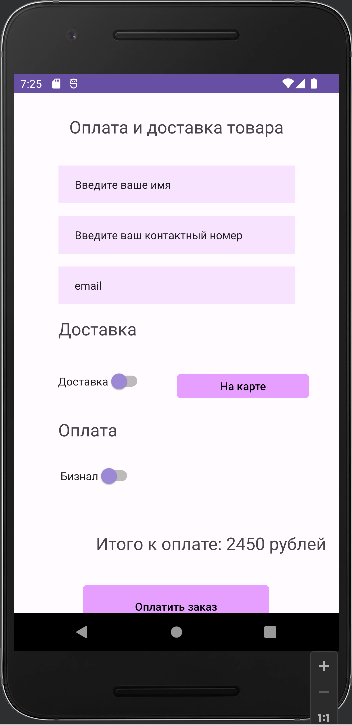 7:25
Оплата и доставка товара
Введите ваше имя
Введите ваш контактный номер
email
Доставка
Доставка
На карте
Оплата
Бизнал
Итого к оплате: 2450 рублей
Оплатить заказ
1:1